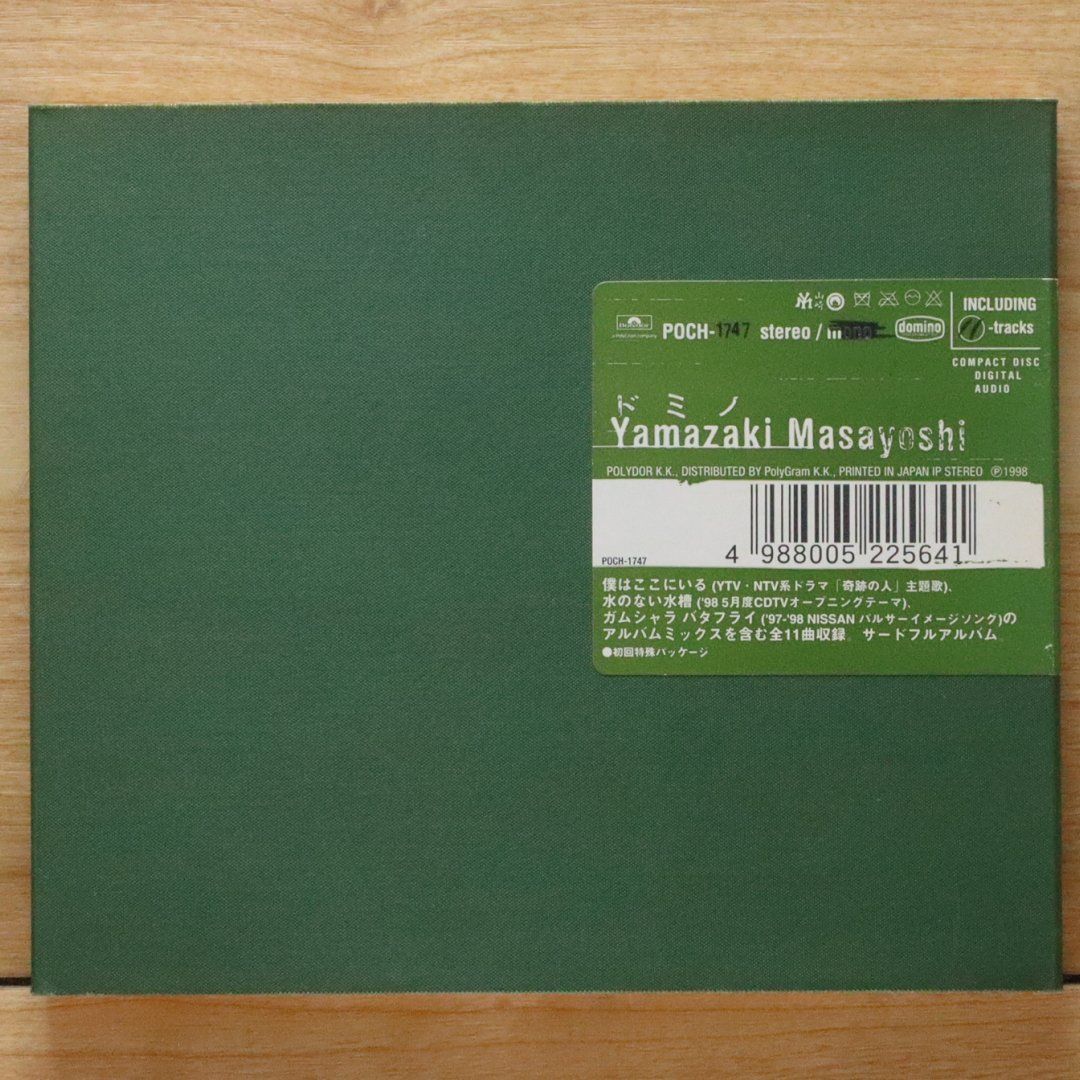 山崎
INCLUDING
-tracks
Polydor
a PolyGram company
POCH-1747 stereo / mono
domino
COMPACT DISC
DIGITAL
AUDIO
ドミノ
Yamazaki Masayoshi
POLYDOR K.K., DISTRIBUTED BY PolyGram K.K., PRINTED IN JAPAN IP STEREO Ⓟ1998
4 988005 225641
POCH-1747
僕はここにいる (YTV・NTV系ドラマ「奇跡の人」主題歌)、
水のない水槽 ('98 5月度CDTVオープニングテーマ)、
ガムシャラ バタフライ ('97-'98 NISSAN パルサーイメージソング)の
アルバムミックスを含む全11曲収録。 サードフルアルバム
●初回特殊パッケージ